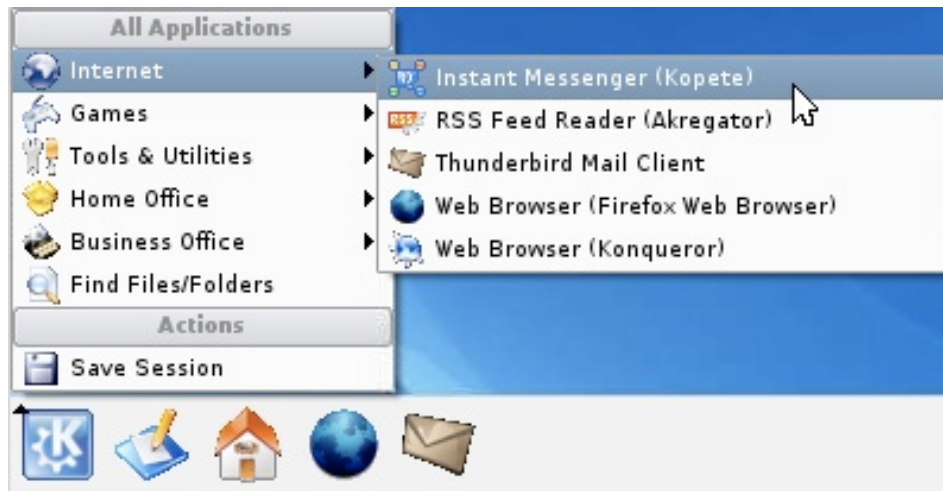 All Applications
Internet
Games
Tools & Utilities
Home Office
Business Office
Find Files/Folders
Actions
Save Session
Instant Messenger (Kopete)
RSS Feed Reader (Akregator)
Thunderbird Mail Client
Web Browser (Firefox Web Browser)
Web Browser (Konqueror)
RSS
K